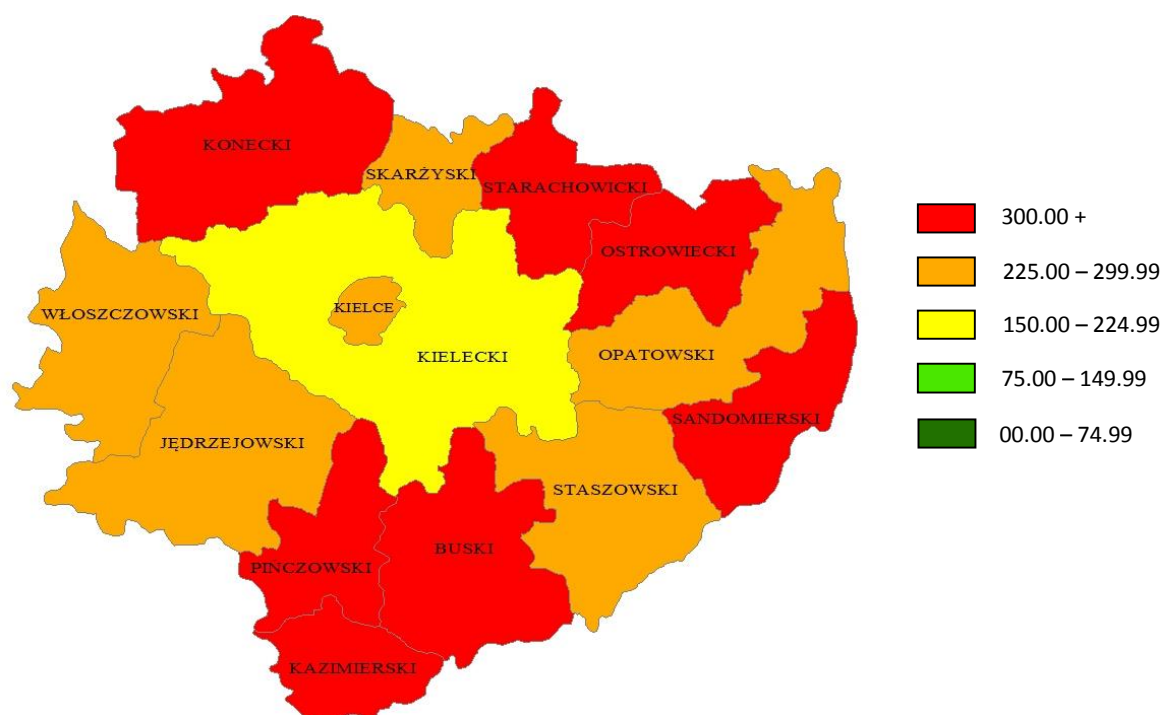 KONECKI
SKARŻYSKI
STARACHOWICKI
OSTROWIECKI
WŁOSZCZOWSKI
KIELCE
KIELECKI
OPATOWSKI
SANDOMIERSKI
JĘDRZEJOWSKI
STASZOWSKI
BUSKI
PINCZOWSKI
KAZIMIERSKI
300.00 +
225.00 – 299.99
150.00 – 224.99
75.00 – 149.99
00.00 – 74.99